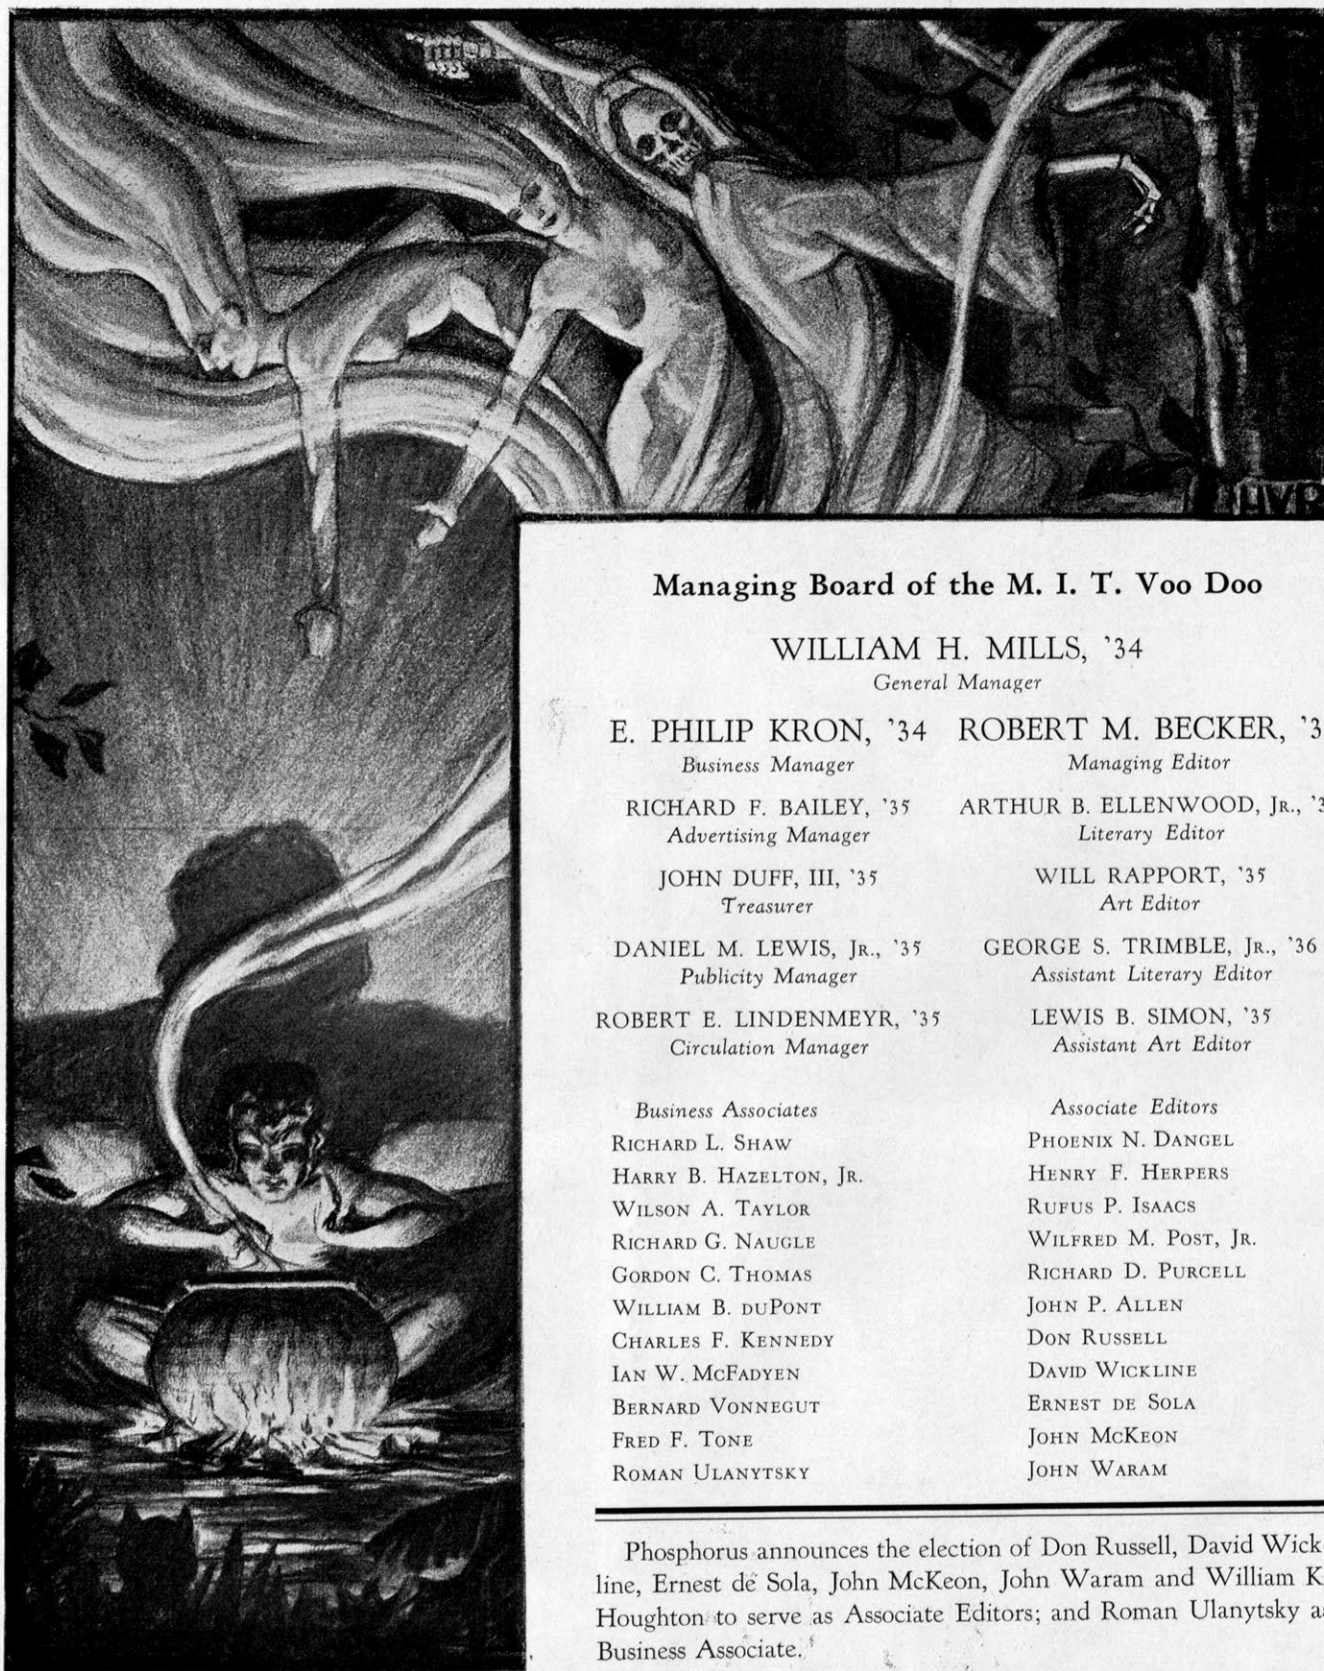 HVR
Managing Board of the M. I. T. Voo Doo
WILLIAM H. MILLS, '34
General Manager
E. PHILIP KRON, '34 ROBERT M. BECKER, '3
Business Manager Managing Editor
RICHARD F. BAILEY, '35 ARTHUR B. ELLENWOOD, JR., '3
Advertising Manager Literary Editor
JOHN DUFF, III, '35 WILL RAPPORT, '35
Treasurer Art Editor
DANIEL M. LEWIS, JR., '35 GEORGE S. TRIMBLE, JR., '36
Publicity Manager Assistant Literary Editor
ROBERT E. LINDENMEYR, '35 LEWIS B. SIMON, '35
Circulation Manager Assistant Art Editor
Business Associates
RICHARD L. SHAW
HARRY B. HAZELTON, JR.
WILSON A. TAYLOR
RICHARD G. NAUGLE
GORDON C. THOMAS
WILLIAM B. DUPONT
CHARLES F. KENNEDY
IAN W. MCFADYEN
BERNARD VONNEGUT
FRED F. TONE
ROMAN ULANYTSKY
Associate Editors
PHOENIX N. DANGEL
HENRY F. HERPERS
RUFUS P. ISAACS
WILFRED M. POST, JR.
RICHARD D. PURCELL
JOHN P. ALLEN
DON RUSSELL
DAVID WICKLINE
ERNEST DE SOLA
JOHN MCKEON
JOHN WARAM
Phosphorus announces the election of Don Russell, David Wick-
line, Ernest de Sola, John McKeon, John Waram and William K.
Houghton to serve as Associate Editors; and Roman Ulanytsky as
Business Associate.